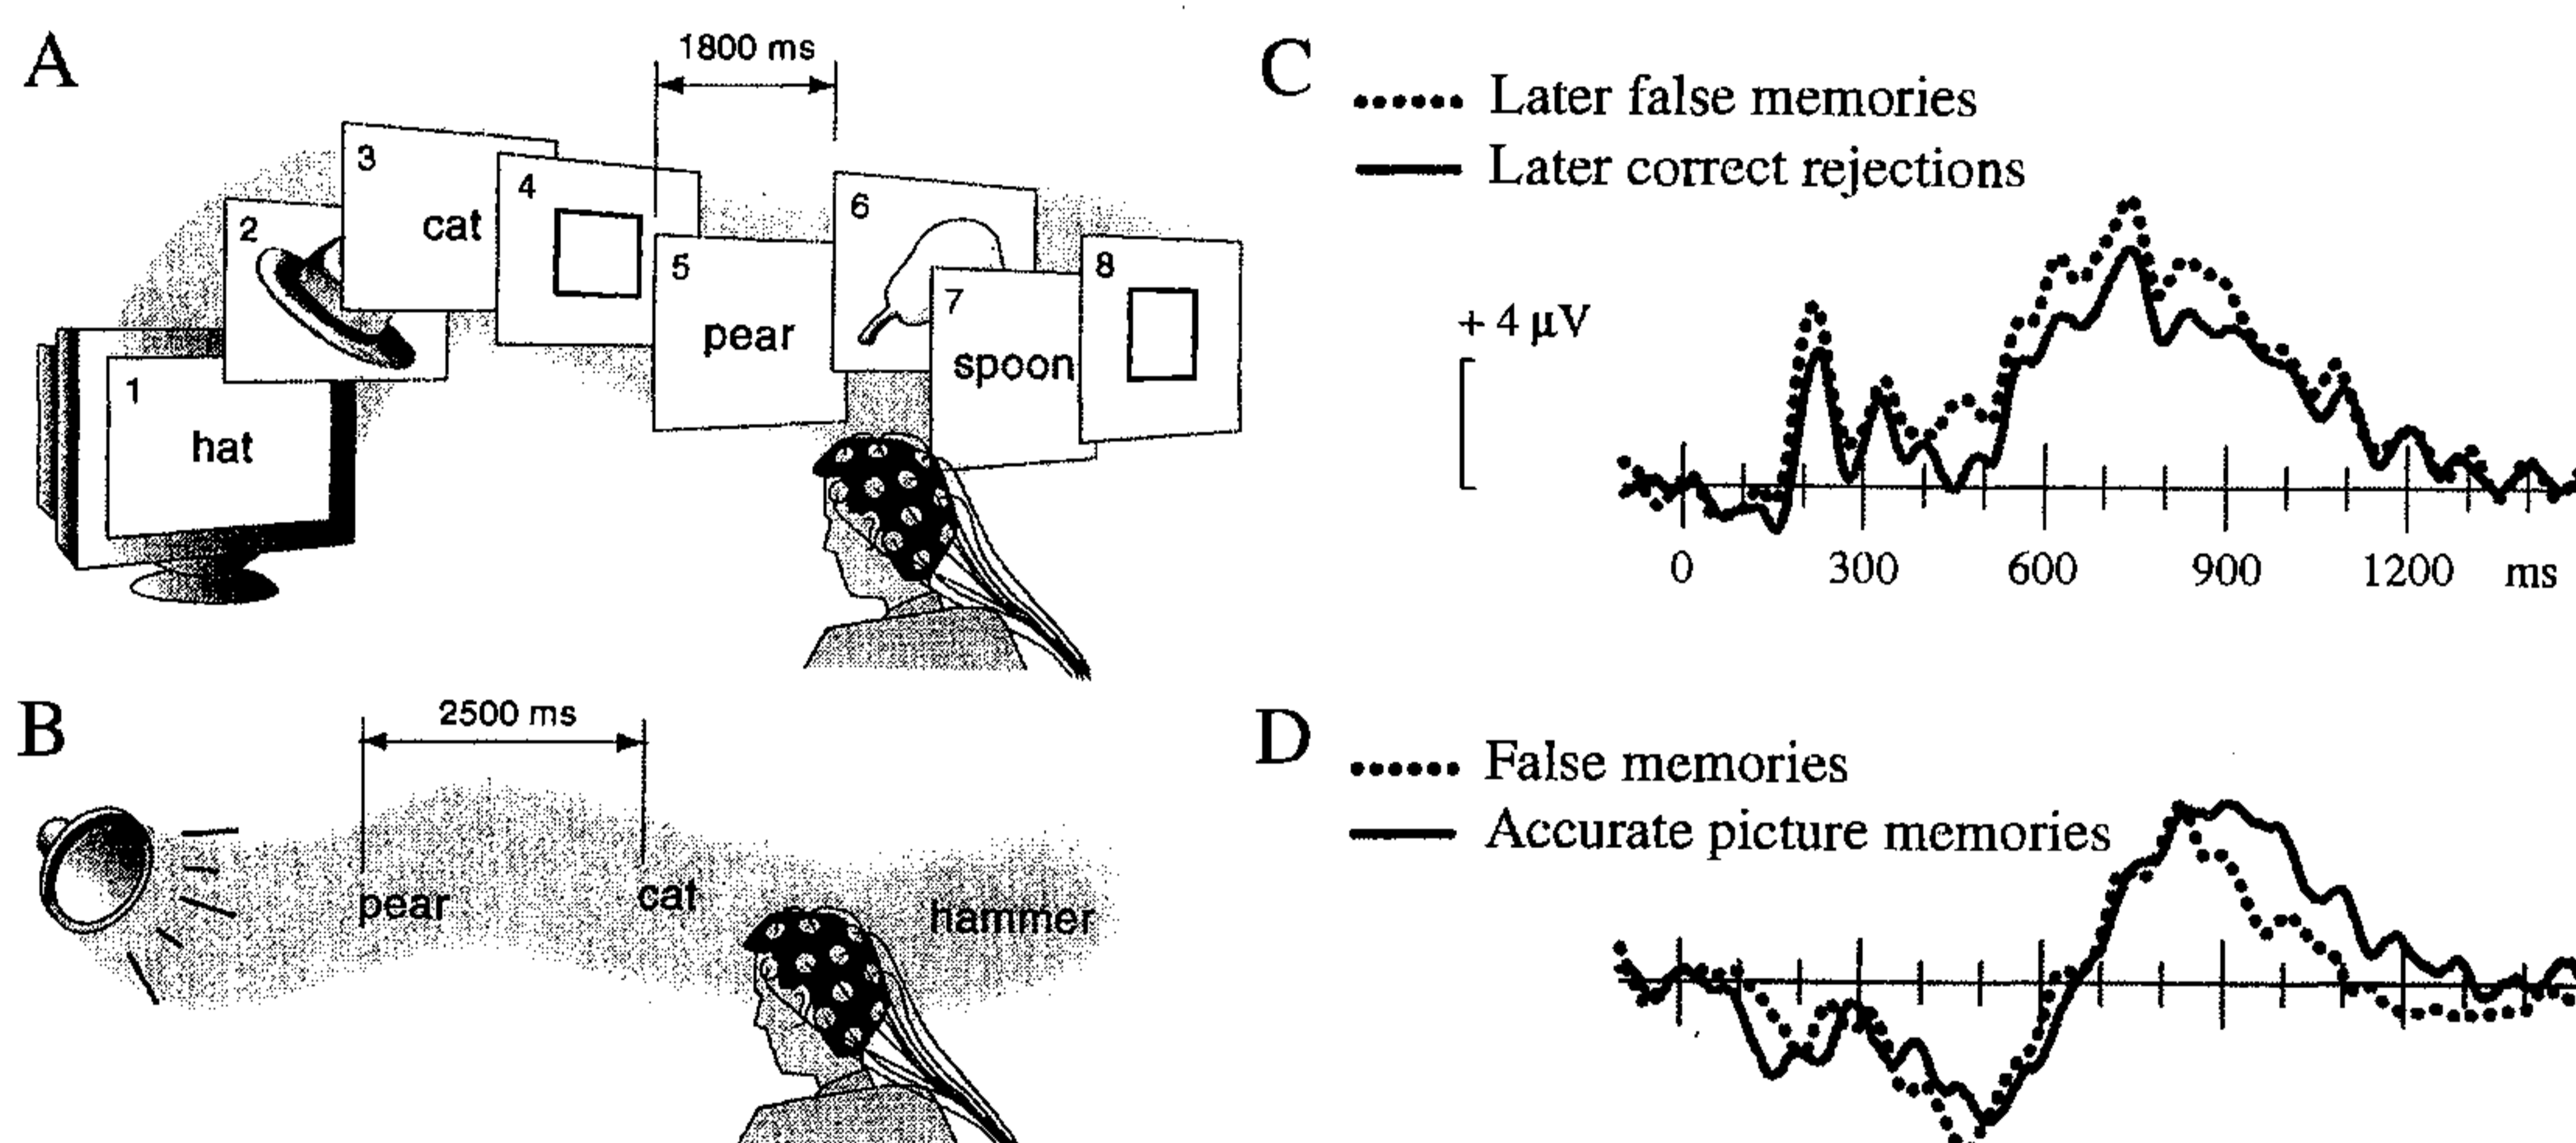 A
1800 ms
1
hat
2
3
cat
4
5
pear
6
7
spoon
8
B
2500 ms
pear
cat
hammer
C
Later false memories
Later correct rejections
+ 4 µV
0 300 600 900 1200 ms
D
False memories
Accurate picture memories